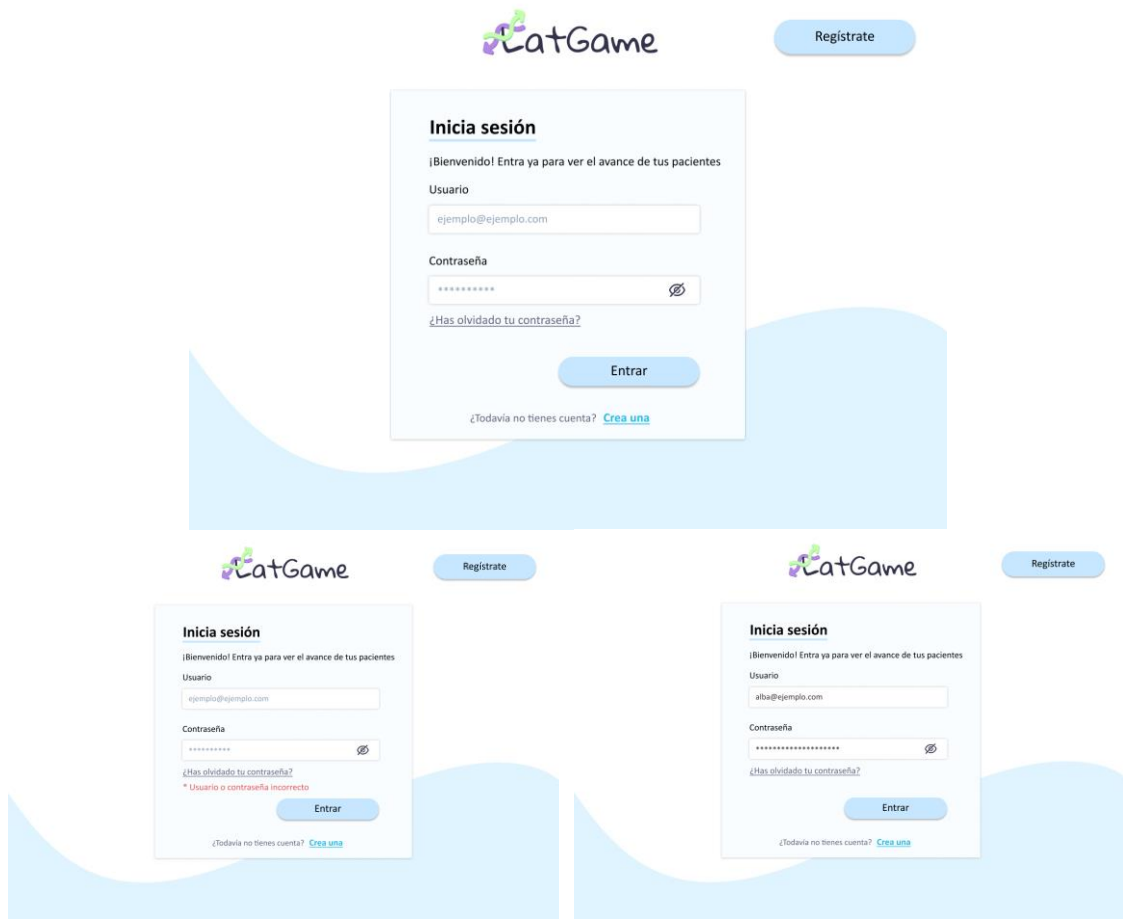 EatGame
Regístrate
Inicia sesión
¡Bienvenido! Entra ya para ver el avance de tus pacientes
Usuario
ejemplo@ejemplo.com
Contraseña
**********
¿Has olvidado tu contraseña?
Entrar
¿Todavía no tienes cuenta? Crea una
EatGame
Regístrate
Inicia sesión
¡Bienvenido! Entra ya para ver el avance de tus pacientes
Usuario
ejemplo@ejemplo.com
Contraseña
**********
¿Has olvidado tu contraseña?
* Usuario o contraseña incorrecto
Entrar
¿Todavía no tienes cuenta? Crea una
EatGame
Regístrate
Inicia sesión
¡Bienvenido! Entra ya para ver el avance de tus pacientes
Usuario
alba@ejemplo.com
Contraseña
********************
¿Has olvidado tu contraseña?
Entrar
¿Todavía no tienes cuenta? Crea una